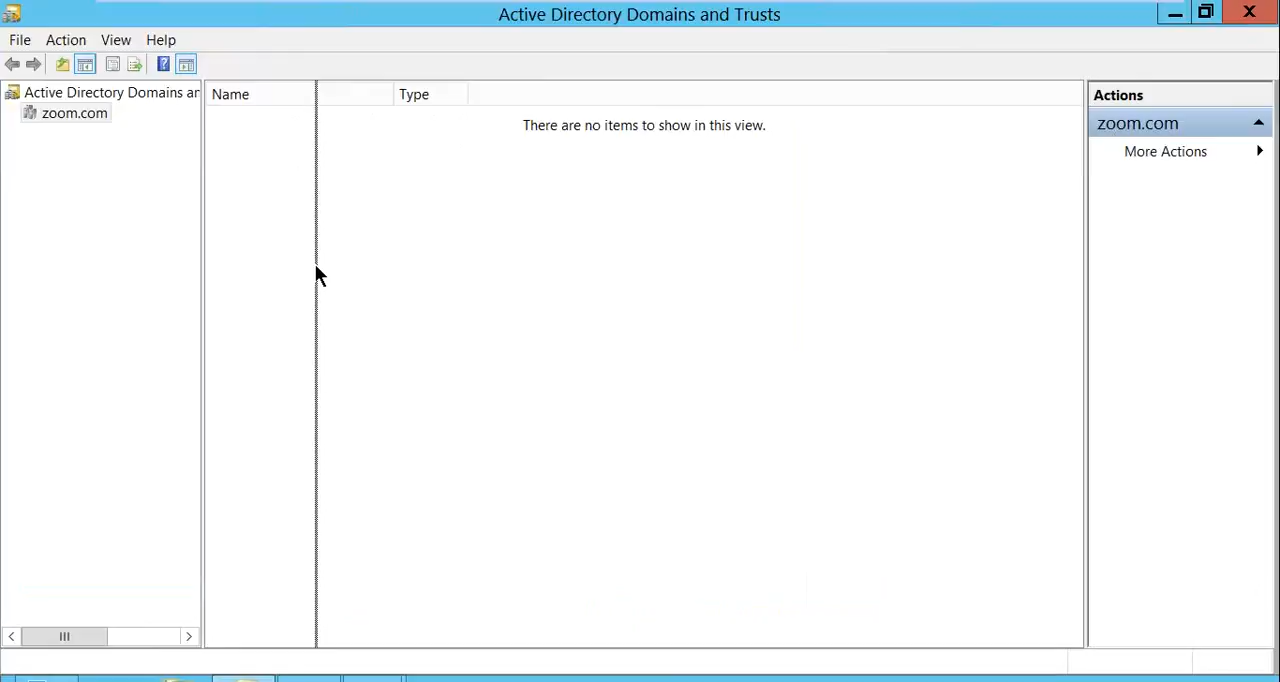 Active Directory Domains and Trusts
File Action View Help
Active Directory Domains ar
zoom.com
Name
Type
There are no items to show in this view.
Actions
zoom.com
More Actions